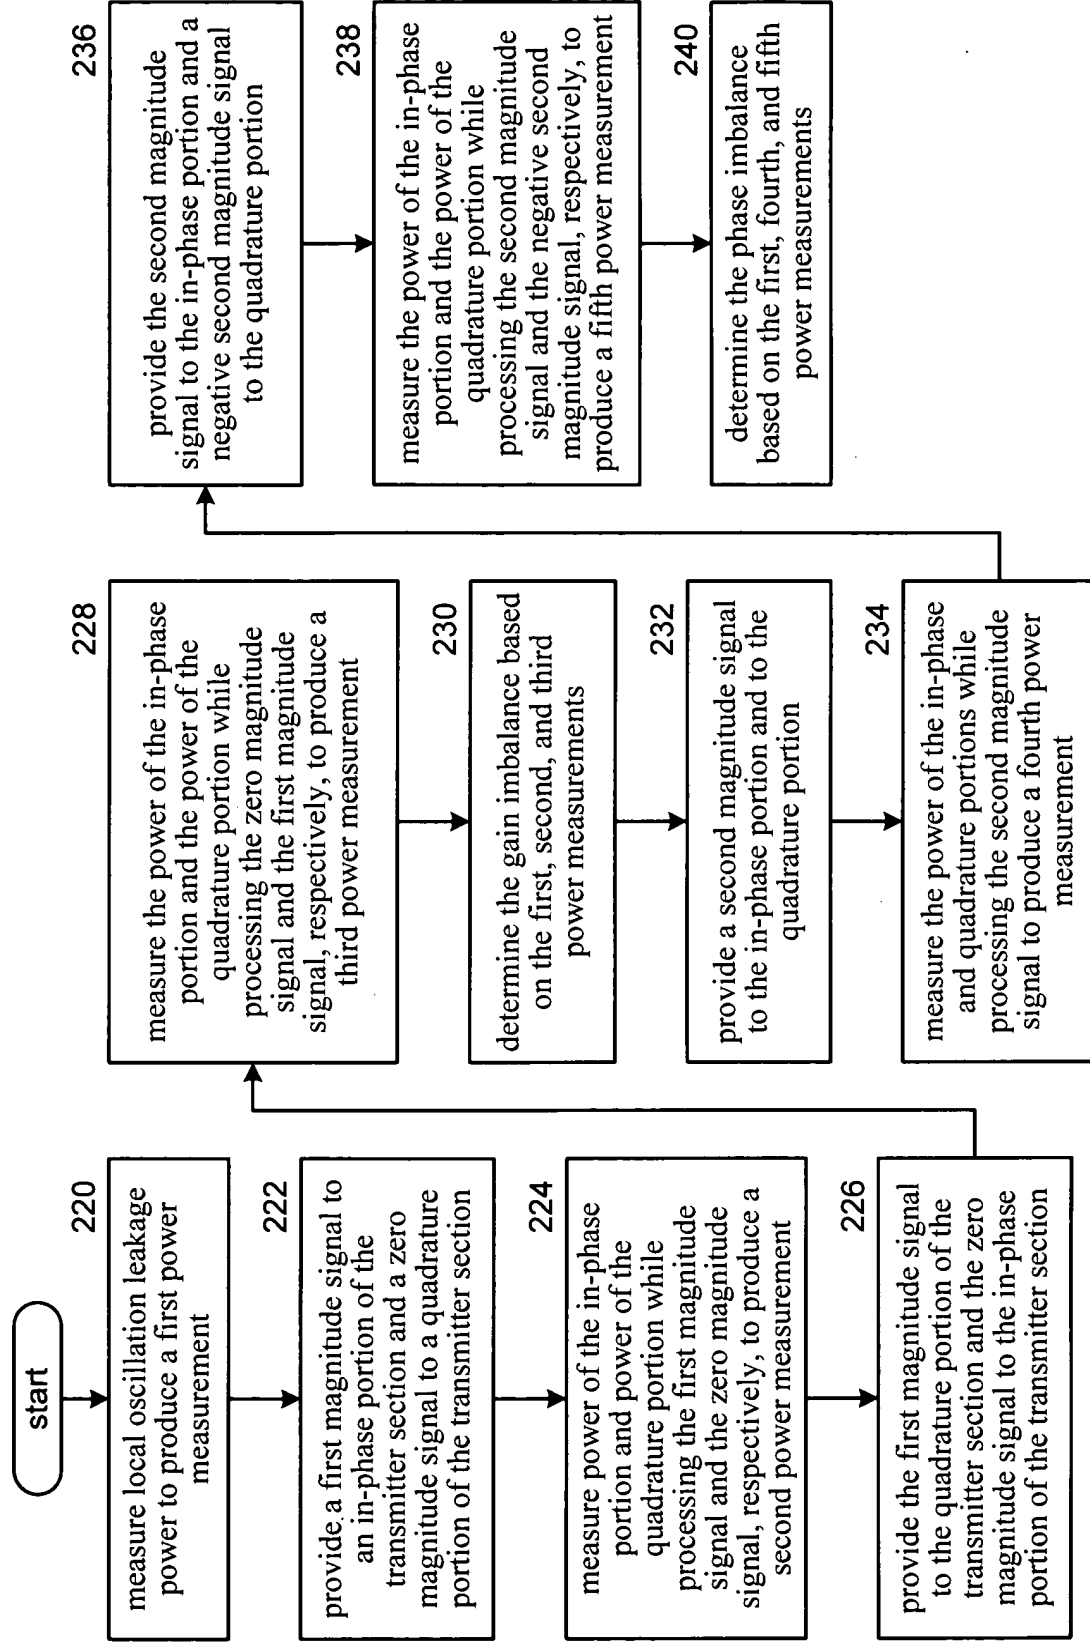 start
220
measure local oscillation leakage
power to produce a first power
measurement
222
provide a first magnitude signal to
an in-phase portion of the
transmitter section and a zero
magnitude signal to a quadrature
portion of the transmitter section
224
measure power of the in-phase
portion and power of the
quadrature portion while
processing the first magnitude
signal and the zero magnitude
signal, respectively, to produce a
second power measurement
226
provide the first magnitude signal
to the quadrature portion of the
transmitter section and the zero
magnitude signal to the in-phase
portion of the transmitter section
228
measure the power of the in-phase
portion and the power of the
quadrature portion while
processing the zero magnitude
signal and the first magnitude
signal, respectively, to produce a
third power measurement
230
determine the gain imbalance based
on the first, second, and third
power measurements
232
provide a second magnitude signal
to the in-phase portion and to the
quadrature portion
234
measure the power of the in-phase
and quadrature portions while
processing the second magnitude
signal to produce a fourth power
measurement
236
provide the second magnitude
signal to the in-phase portion and a
negative second magnitude signal
to the quadrature portion
238
measure the power of the in-phase
portion and the power of the
quadrature portion while
processing the second magnitude
signal and the negative second
magnitude signal, respectively, to
produce a fifth power measurement
240
determine the phase imbalance
based on the first, fourth, and fifth
power measurements